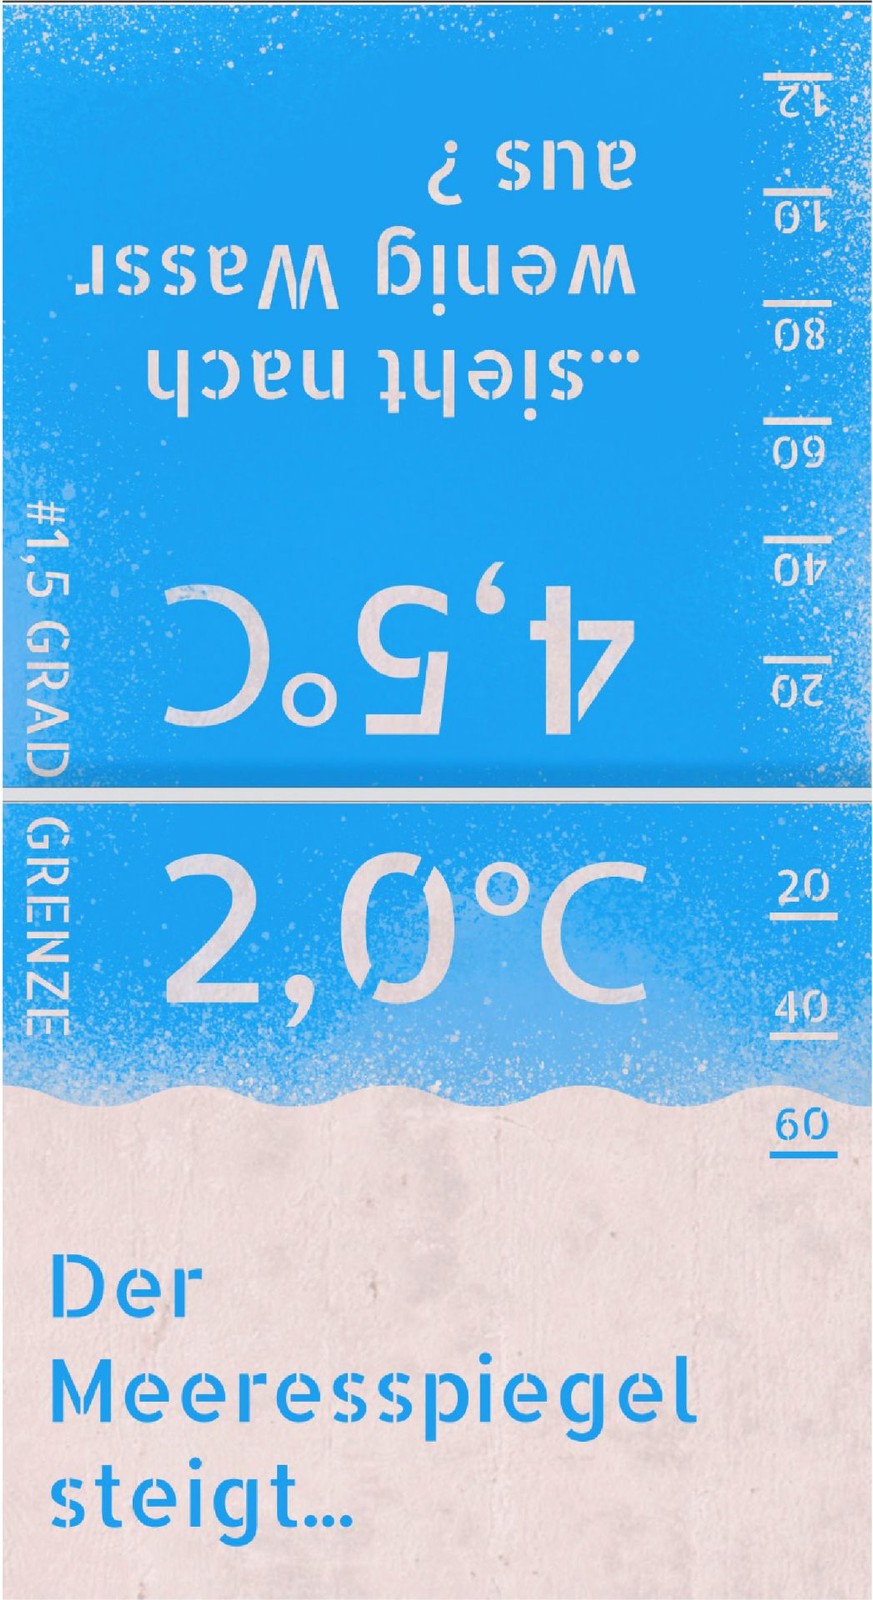 4,5°C
...sieht nach
wenig Wassr
aus ?
20
40
60
80
1.0
1.2
#1,5 GRAD GRENZE
2,0°C
20
40
60
Der
Meeresspiegel
steigt...